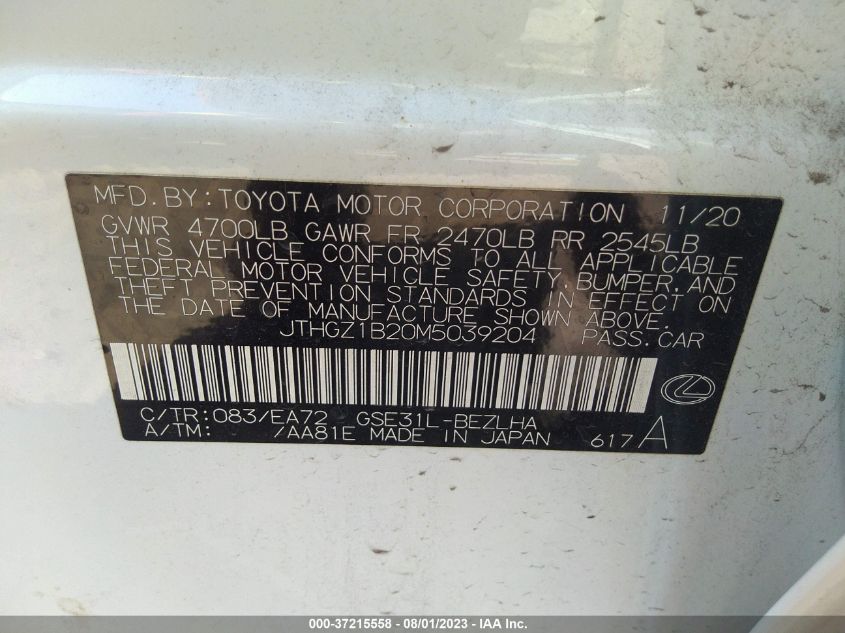 MFD. BY: TOYOTA MOTOR CORPORATION 11/20
GVWR 4700LB GAWR FR 2470LB RR 2545LB
THIS VEHICLE CONFORMS TO ALL APPLICABLE
FEDERAL MOTOR VEHICLE SAFETY, BUMPER, AND
THEFT PREVENTION STANDARDS IN EFFECT ON
THE DATE OF MANUFACTURE SHOWN ABOVE.
JTHGZ1B20M5039204 PASS. CAR
C/TR: 083/EA72 GSE31L-BEZLHA
A/TM: /AA81E MADE IN JAPAN 617A
000-37215558 - 08/01/2023 - IAA Inc.